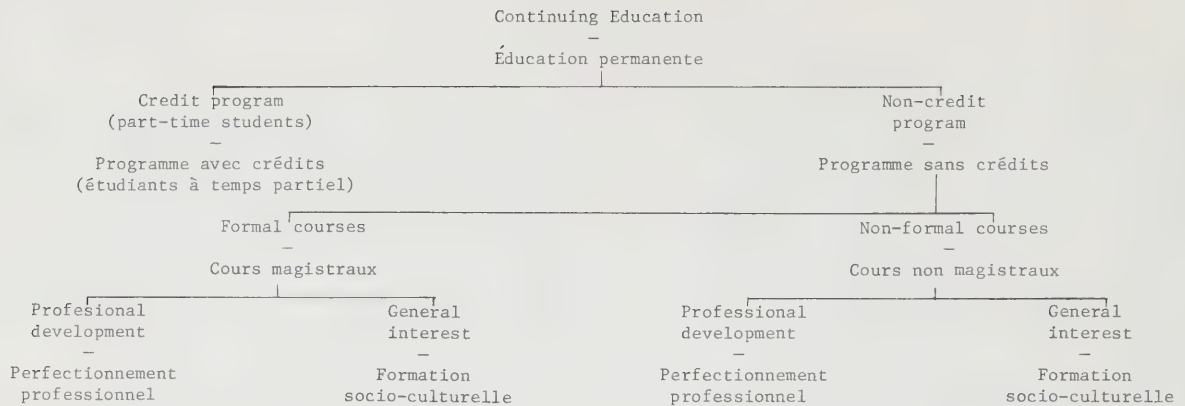 Continuing Education
—
Éducation permanente
Credit program
(part-time students)
~
Programme avec crédits
(étudiants à temps partiel)
Non-credit
program
—
Programme sans crédits
Formal courses
—
Cours magistraux
Non-formal courses
—
Cours non magistraux
Profesional
development
—
Perfectionnement
professionnel
General
interest
—
Formation
socio-culturelle
Professional
development
—
Perfectionnement
professionnel
General
interest
—
Formation
socio-culturelle